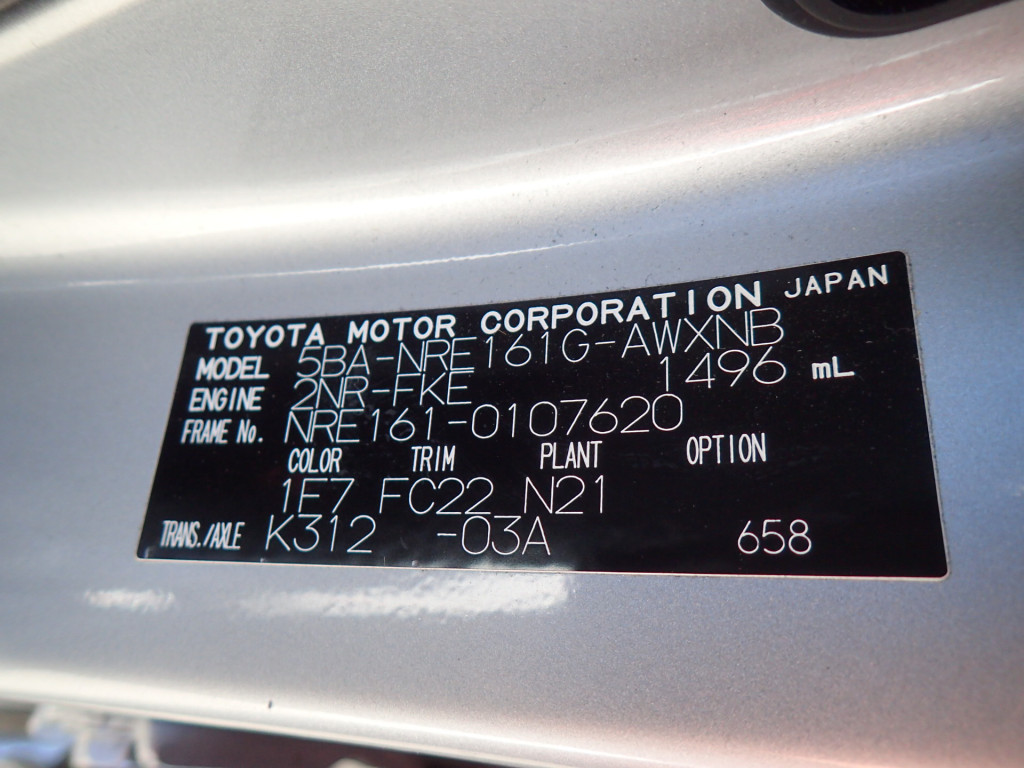 TOYOTA MOTOR CORPORATION JAPAN
MODEL 5BA-NRE161G-AWXNB
ENGINE 2NR-FKE 1496 mL
FRAME No. NRE161-0107620
COLOR TRIM PLANT OPTION
1F7 FC22 N21
TRANS./AXLE K312 -03A 658